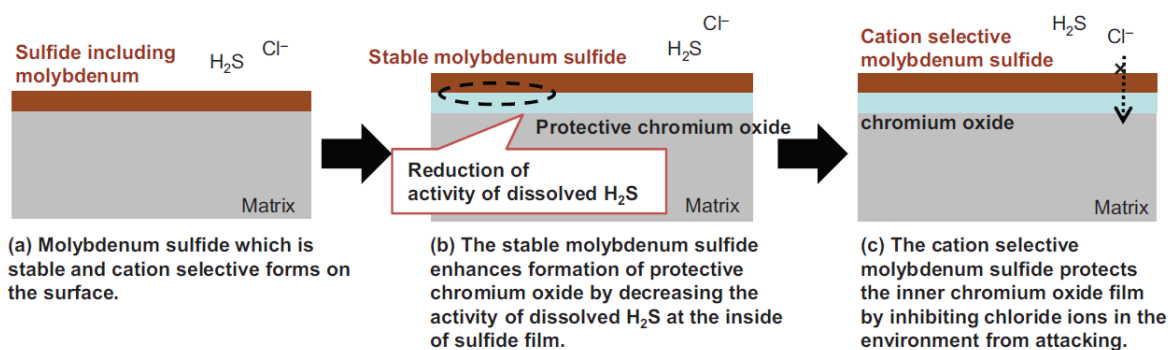 Sulfide including
molybdenum
H₂S
Cl⁻
Matrix
(a) Molybdenum sulfide which is
stable and cation selective forms on
the surface.
Cl⁻
H₂S
Stable molybdenum sulfide
Protective chromium oxide
Reduction of
activity of dissolved H₂S
Matrix
(b) The stable molybdenum sulfide
enhances formation of protective
chromium oxide by decreasing the
activity of dissolved H₂S at the inside
of sulfide film.
H₂S
Cl⁻
Cation selective
molybdenum sulfide
x
chromium oxide
Matrix
(c) The cation selective
molybdenum sulfide protects
the inner chromium oxide film
by inhibiting chloride ions in the
environment from attacking.